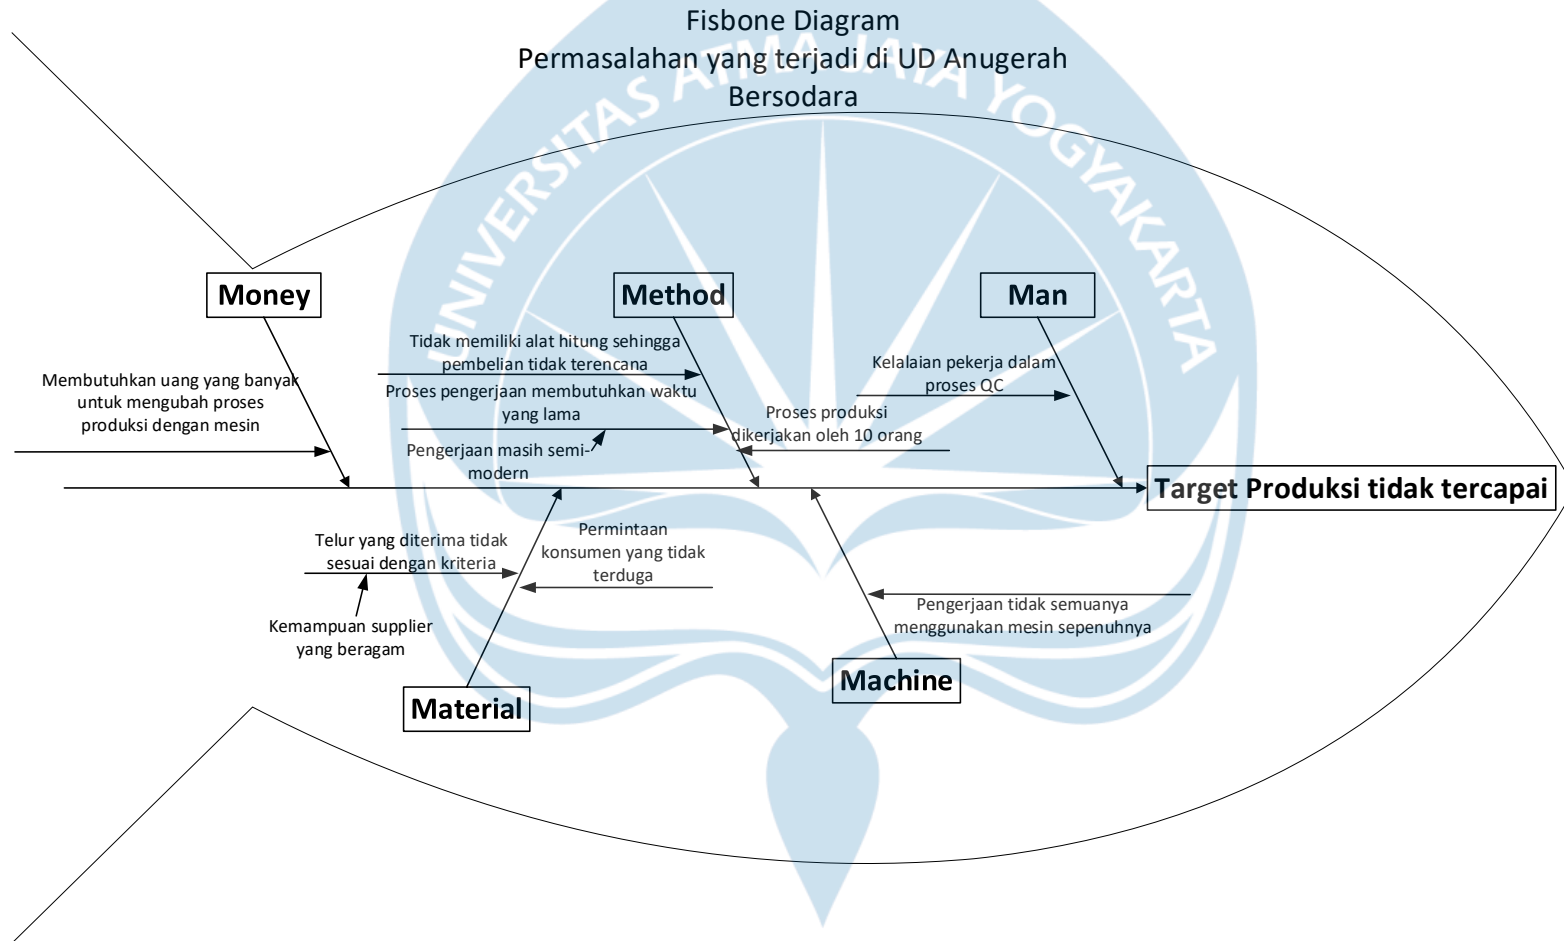 Fisbone Diagram
Permasalahan yang terjadi di UD Anugerah
Bersodara
UNIVERSITAS ATMA JAYA YOGYAKARTA
Money
Method
Man
Tidak memiliki alat hitung sehingga
pembelian tidak terencana
Kelalaian pekerja dalam
proses QC
Membutuhkan uang yang banyak
untuk mengubah proses
produksi dengan mesin
Proses pengerjaan membutuhkan waktu
yang lama
Proses produksi
dikerjakan oleh 10 orang
Pengerjaan masih semi-
modern
Target Produksi tidak tercapai
Telur yang diterima tidak
sesuai dengan kriteria
Permintaan
konsumen yang tidak
terduga
Kemampuan supplier
yang beragam
Pengerjaan tidak semuanya
menggunakan mesin sepenuhnya
Material
Machine